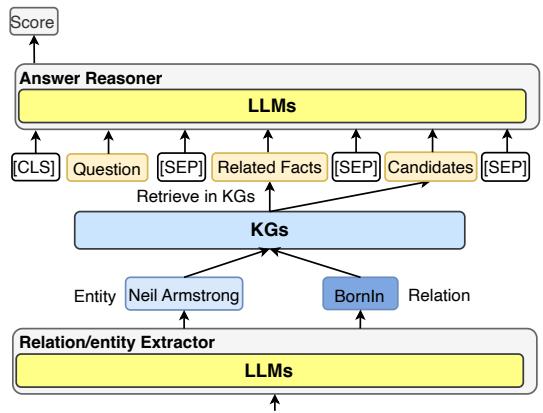 Score
Answer Reasoner
LLMs
[CLS] Question [SEP] Related Facts [SEP] Candidates [SEP]
Retrieve in KGs
KGs
Entity Neil Armstrong BornIn Relation
Relation/entity Extractor
LLMs